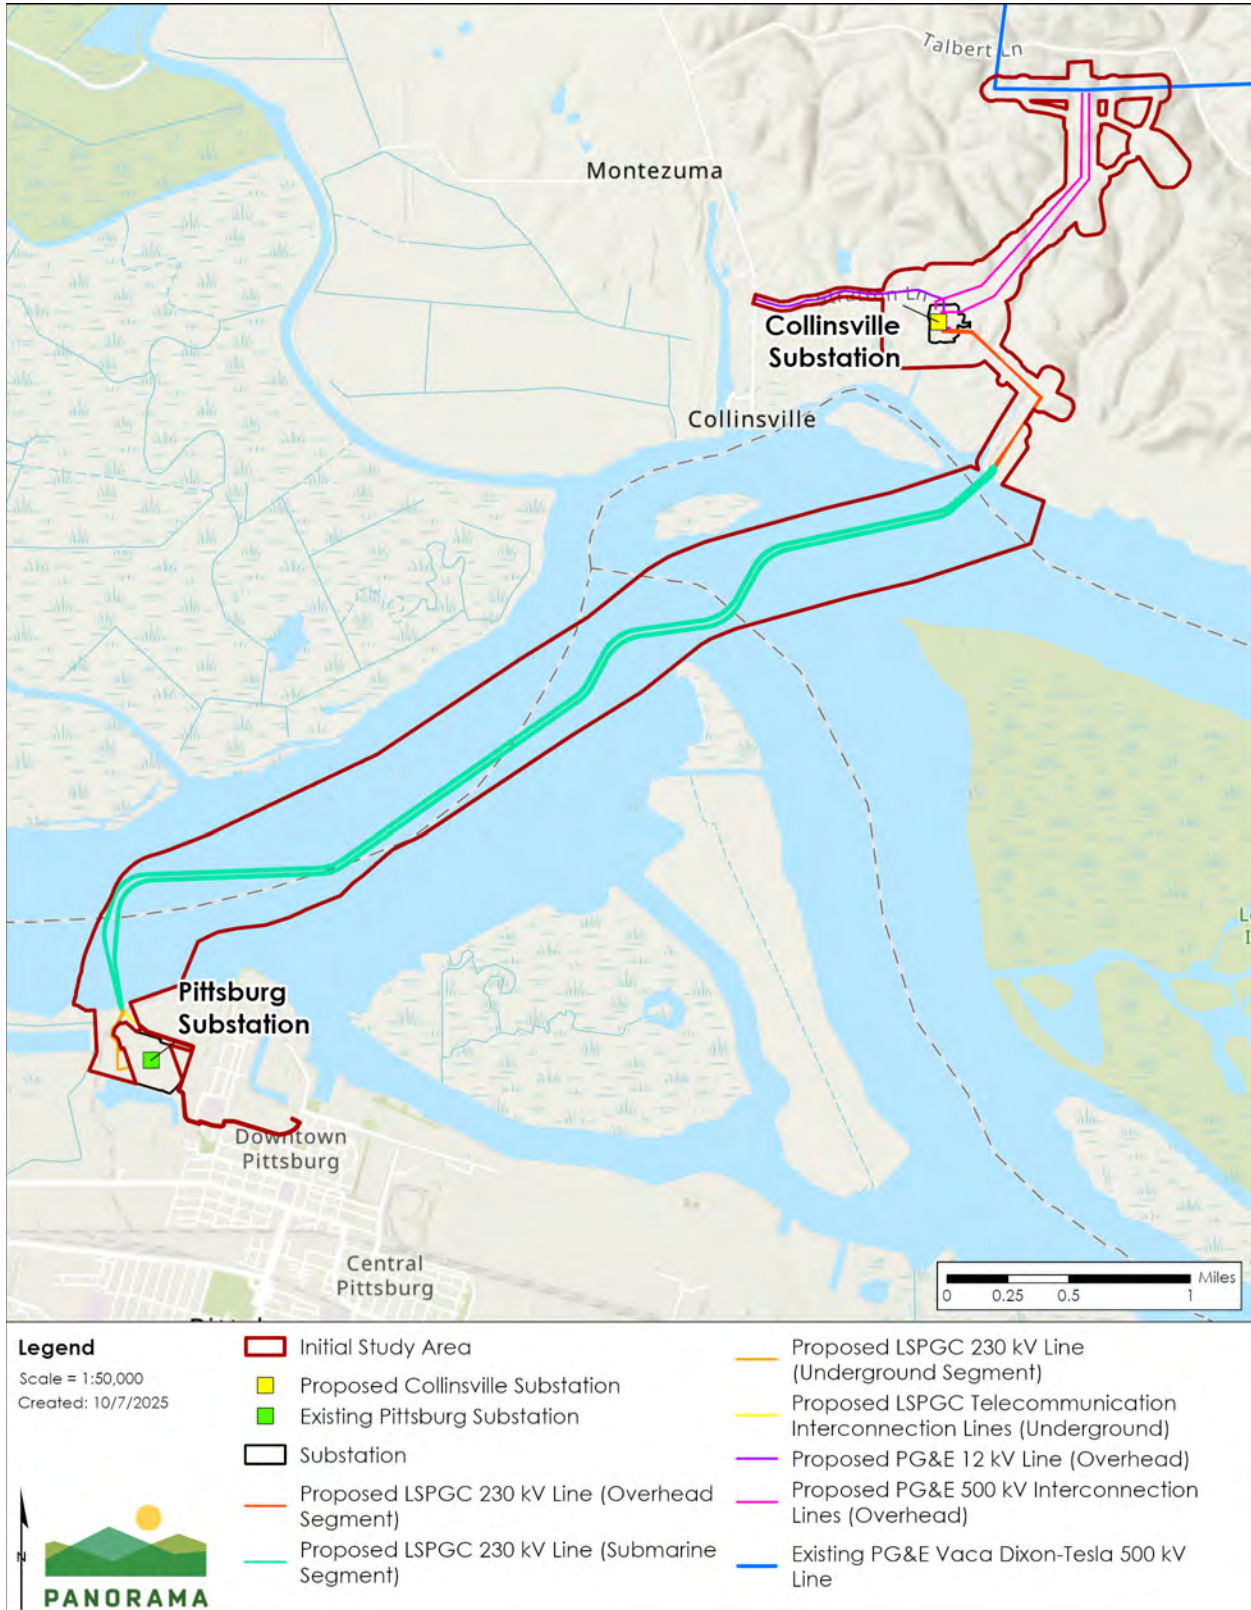 Talbert Ln
Montezuma
Stratton Ln
Collinsville
Substation
Collinsville
Pittsburg
Substation
Downtown
Pittsburg
Central
Pittsburg
Miles
0 0.25 0.5 1
Legend
Scale = 1:50,000
Created: 10/7/2025
N
PANORAMA
Initial Study Area
Proposed Collinsville Substation
Existing Pittsburg Substation
Substation
Proposed LSPGC 230 kV Line (Overhead
Segment)
Proposed LSPGC 230 kV Line (Submarine
Segment)
Proposed LSPGC 230 kV Line
(Underground Segment)
Proposed LSPGC Telecommunication
Interconnection Lines (Underground)
Proposed PG&E 12 kV Line (Overhead)
Proposed PG&E 500 kV Interconnection
Lines (Overhead)
Existing PG&E Vaca Dixon-Tesla 500 kV
Line